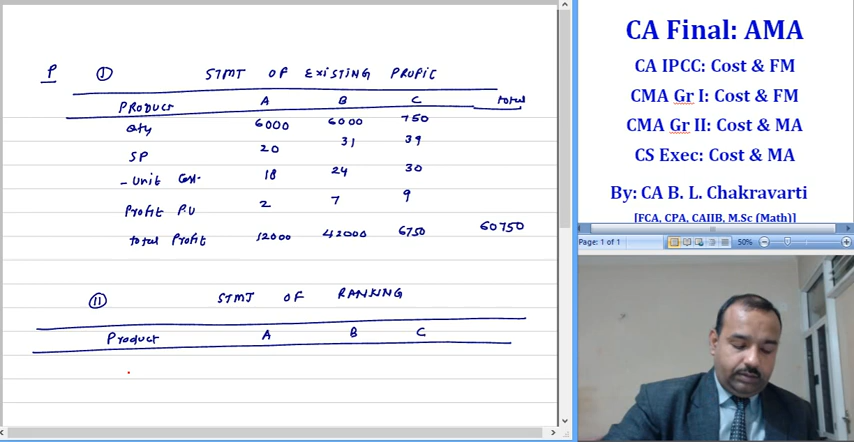 P I STMT OF EXISTING PROFIC
PRODUCT A B C total
Qty 6000 6000 750
SP 20 31 39
- Unit Cost 18 24 30
Profit P.U 2 7 9
total Profit 12000 42000 6750 60750
II STMT OF RANKING
Product A B C
CA Final: AMA
CA IPCC: Cost & FM
CMA Gr I: Cost & FM
CMA Gr II: Cost & MA
CS Exec: Cost & MA
By: CA B. L. Chakravarti
[FCA, CPA, CAIIB, M.Sc (Math)]
Page: 1 of 1 50%